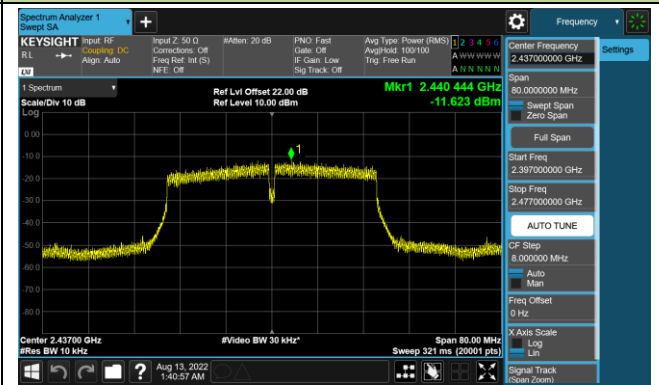 Spectrum Analyzer 1
Swept SA
+
Frequency
KEYSIGHT Input: RF
RL Coupling: DC
Align: Auto
LNI
Input Z: 50 Ω
Corrections: Off
Freq Ref: Int (S)
NFE: Off
#Atten: 20 dB
PNO: Fast
Gate: Off
IF Gain: Low
Sig Track: Off
Avg Type: Power (RMS)
Avg|Hold: 100/100
Trig: Free Run
1 2 3 4 5 6
A W W W W W
A N N N N N
1 Spectrum
Scale/Div 10 dB
Ref Lvl Offset 22.00 dB
Ref Level 10.00 dBm
Mkr1 2.440 444 GHz
-11.623 dBm
Log
0.00
-10.0
-20.0
-30.0
-40.0
-50.0
-60.0
-70.0
-80.0
1
Center 2.43700 GHz
#Res BW 10 kHz
#Video BW 30 kHz*
Span 80.00 MHz
Sweep 321 ms (20001 pts)
Center Frequency
2.437000000 GHz
Settings
Span
80.0000000 MHz
Swept Span
Zero Span
Full Span
Start Freq
2.397000000 GHz
Stop Freq
2.477000000 GHz
AUTO TUNE
CF Step
8.000000 MHz
Auto
Man
Freq Offset
0 Hz
X Axis Scale
Log
Lin
Signal Track
(Span Zoom)
?
Aug 13, 2022
1:40:57 AM